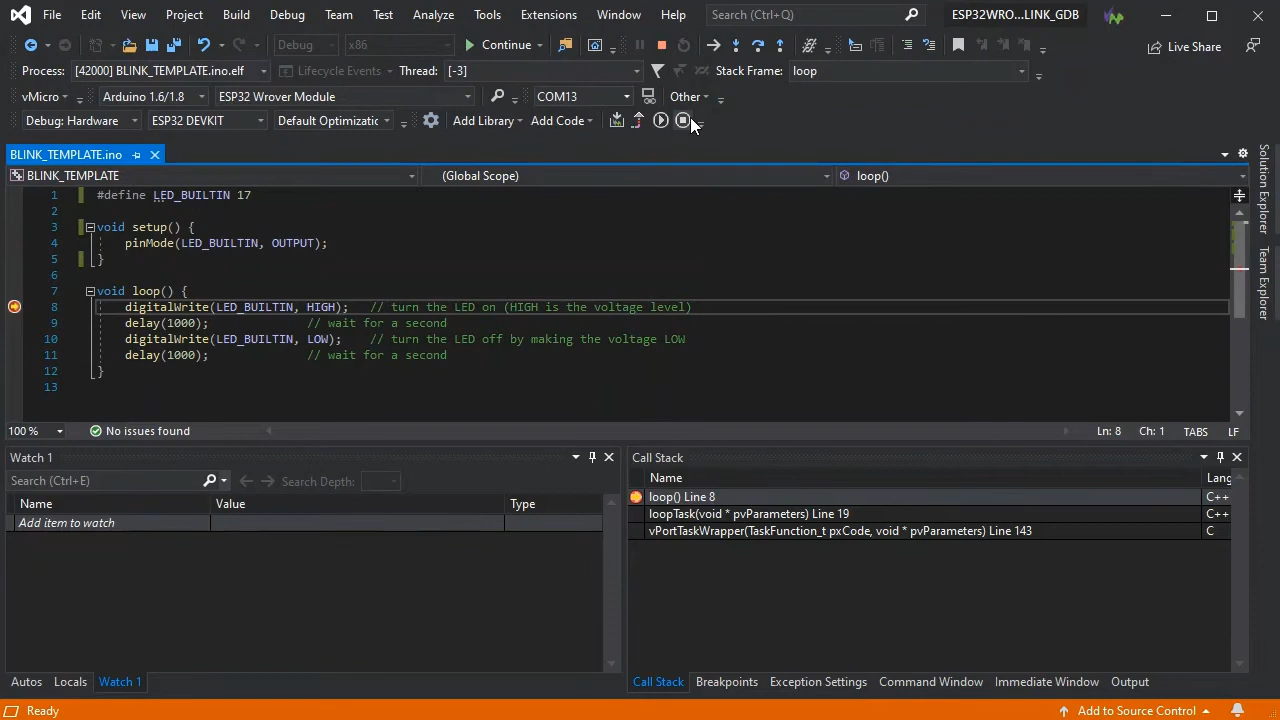 File Edit View Project Build Debug Team Test Analyze Tools Extensions Window Help Search (Ctrl+Q) ESP32WRO...LINK_GDB
Debug x86 Continue Live Share
Process: [42000] BLINK_TEMPLATE.ino.elf Lifecycle Events Thread: [-3] Stack Frame: loop
vMicro Arduino 1.6/1.8 ESP32 Wrover Module COM13 Other
Debug: Hardware ESP32 DEVKIT Default Optimizatic Add Library Add Code
BLINK_TEMPLATE.ino
BLINK_TEMPLATE (Global Scope) loop()
1 #define LED_BUILTIN 17
2
3 void setup() {
4 pinMode(LED_BUILTIN, OUTPUT);
5 }
6
7 void loop() {
8 digitalWrite(LED_BUILTIN, HIGH); // turn the LED on (HIGH is the voltage level)
9 delay(1000); // wait for a second
10 digitalWrite(LED_BUILTIN, LOW); // turn the LED off by making the voltage LOW
11 delay(1000); // wait for a second
12 }
13
Solution Explorer
Team Explorer
100 % No issues found Ln: 8 Ch: 1 TABS LF
Watch 1
Search (Ctrl+E) Search Depth:
Name Value Type
Add item to watch
Autos Locals Watch 1
Call Stack
Name Lang
loop() Line 8 C++
loopTask(void * pvParameters) Line 19 C++
vPortTaskWrapper(TaskFunction_t pxCode, void * pvParameters) Line 143 C
Call Stack Breakpoints Exception Settings Command Window Immediate Window Output
Ready Add to Source Control